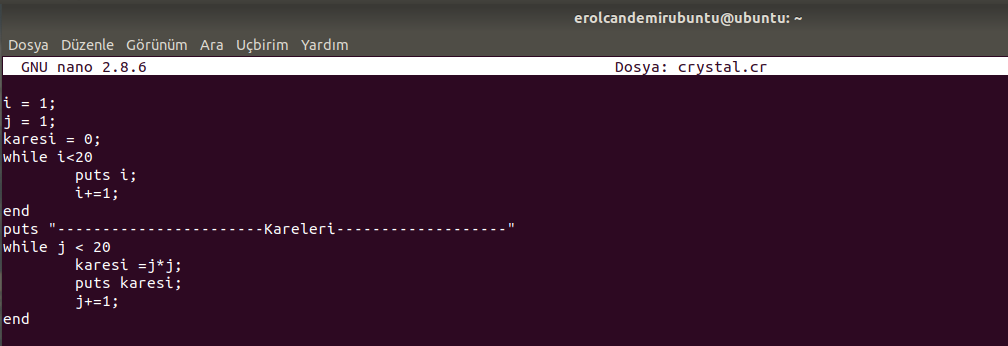 erolcandemirubuntu@ubuntu: ~
Dosya Düzenle Görünüm Ara Uçbirim Yardım
GNU nano 2.8.6 Dosya: crystal.cr
i = 1;
j = 1;
karesi = 0;
while i<20
        puts i;
        i+=1;
end
puts "-----------------------Kareleri-------------------"
while j < 20
        karesi =j*j;
        puts karesi;
        j+=1;
end